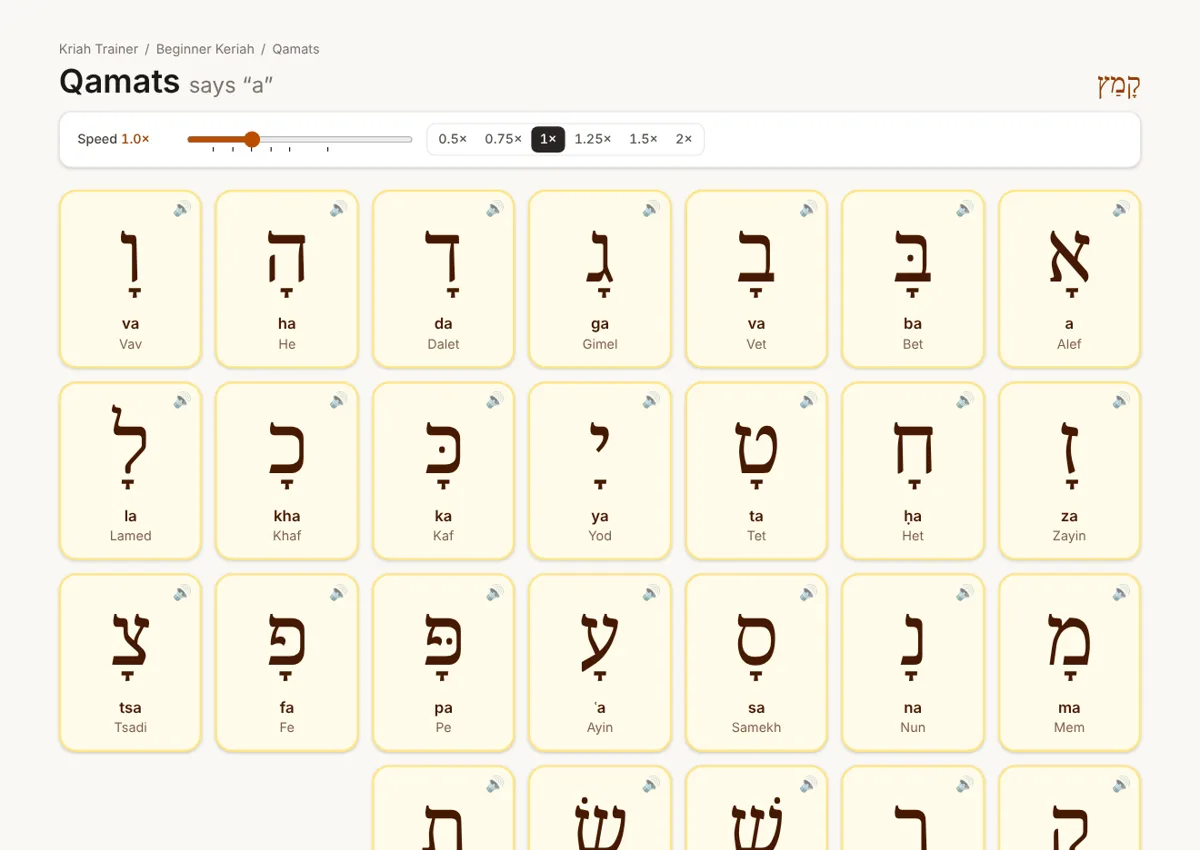 Kriah Trainer / Beginner Keriah / Qamats
Qamats says “a”
קָמַץ
Speed 1.0×
0.5× 0.75× 1× 1.25× 1.5× 2×
אָ בָּ בָ גָ דָ הָ וָ
a ba va ga da ha va
Alef Bet Vet Gimel Dalet He Vav
זָ חָ טָ יָ כָּ כָ לָ
za ḥa ta ya ka kha la
Zayin Het Tet Yod Kaf Khaf Lamed
מָ נָ סָ עָ פָּ פָ צָ
ma na sa ʿa pa fa tsa
Mem Nun Samekh Ayin Pe Fe Tsadi
ק ר שׁ שׂ ת